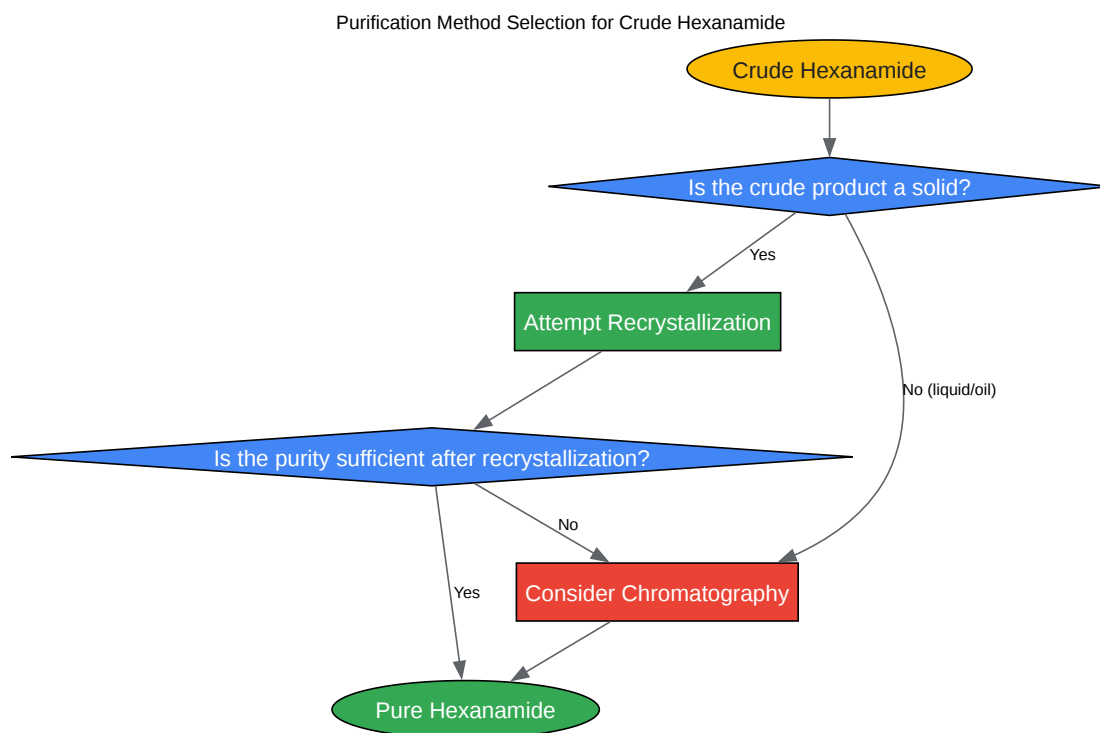 Purification Method Selection for Crude Hexanamide
Crude Hexanamide
Is the crude product a solid?
Yes
Attempt Recrystallization
No (liquid/oil)
Is the purity sufficient after recrystallization?
No
Yes
Consider Chromatography
Pure Hexanamide